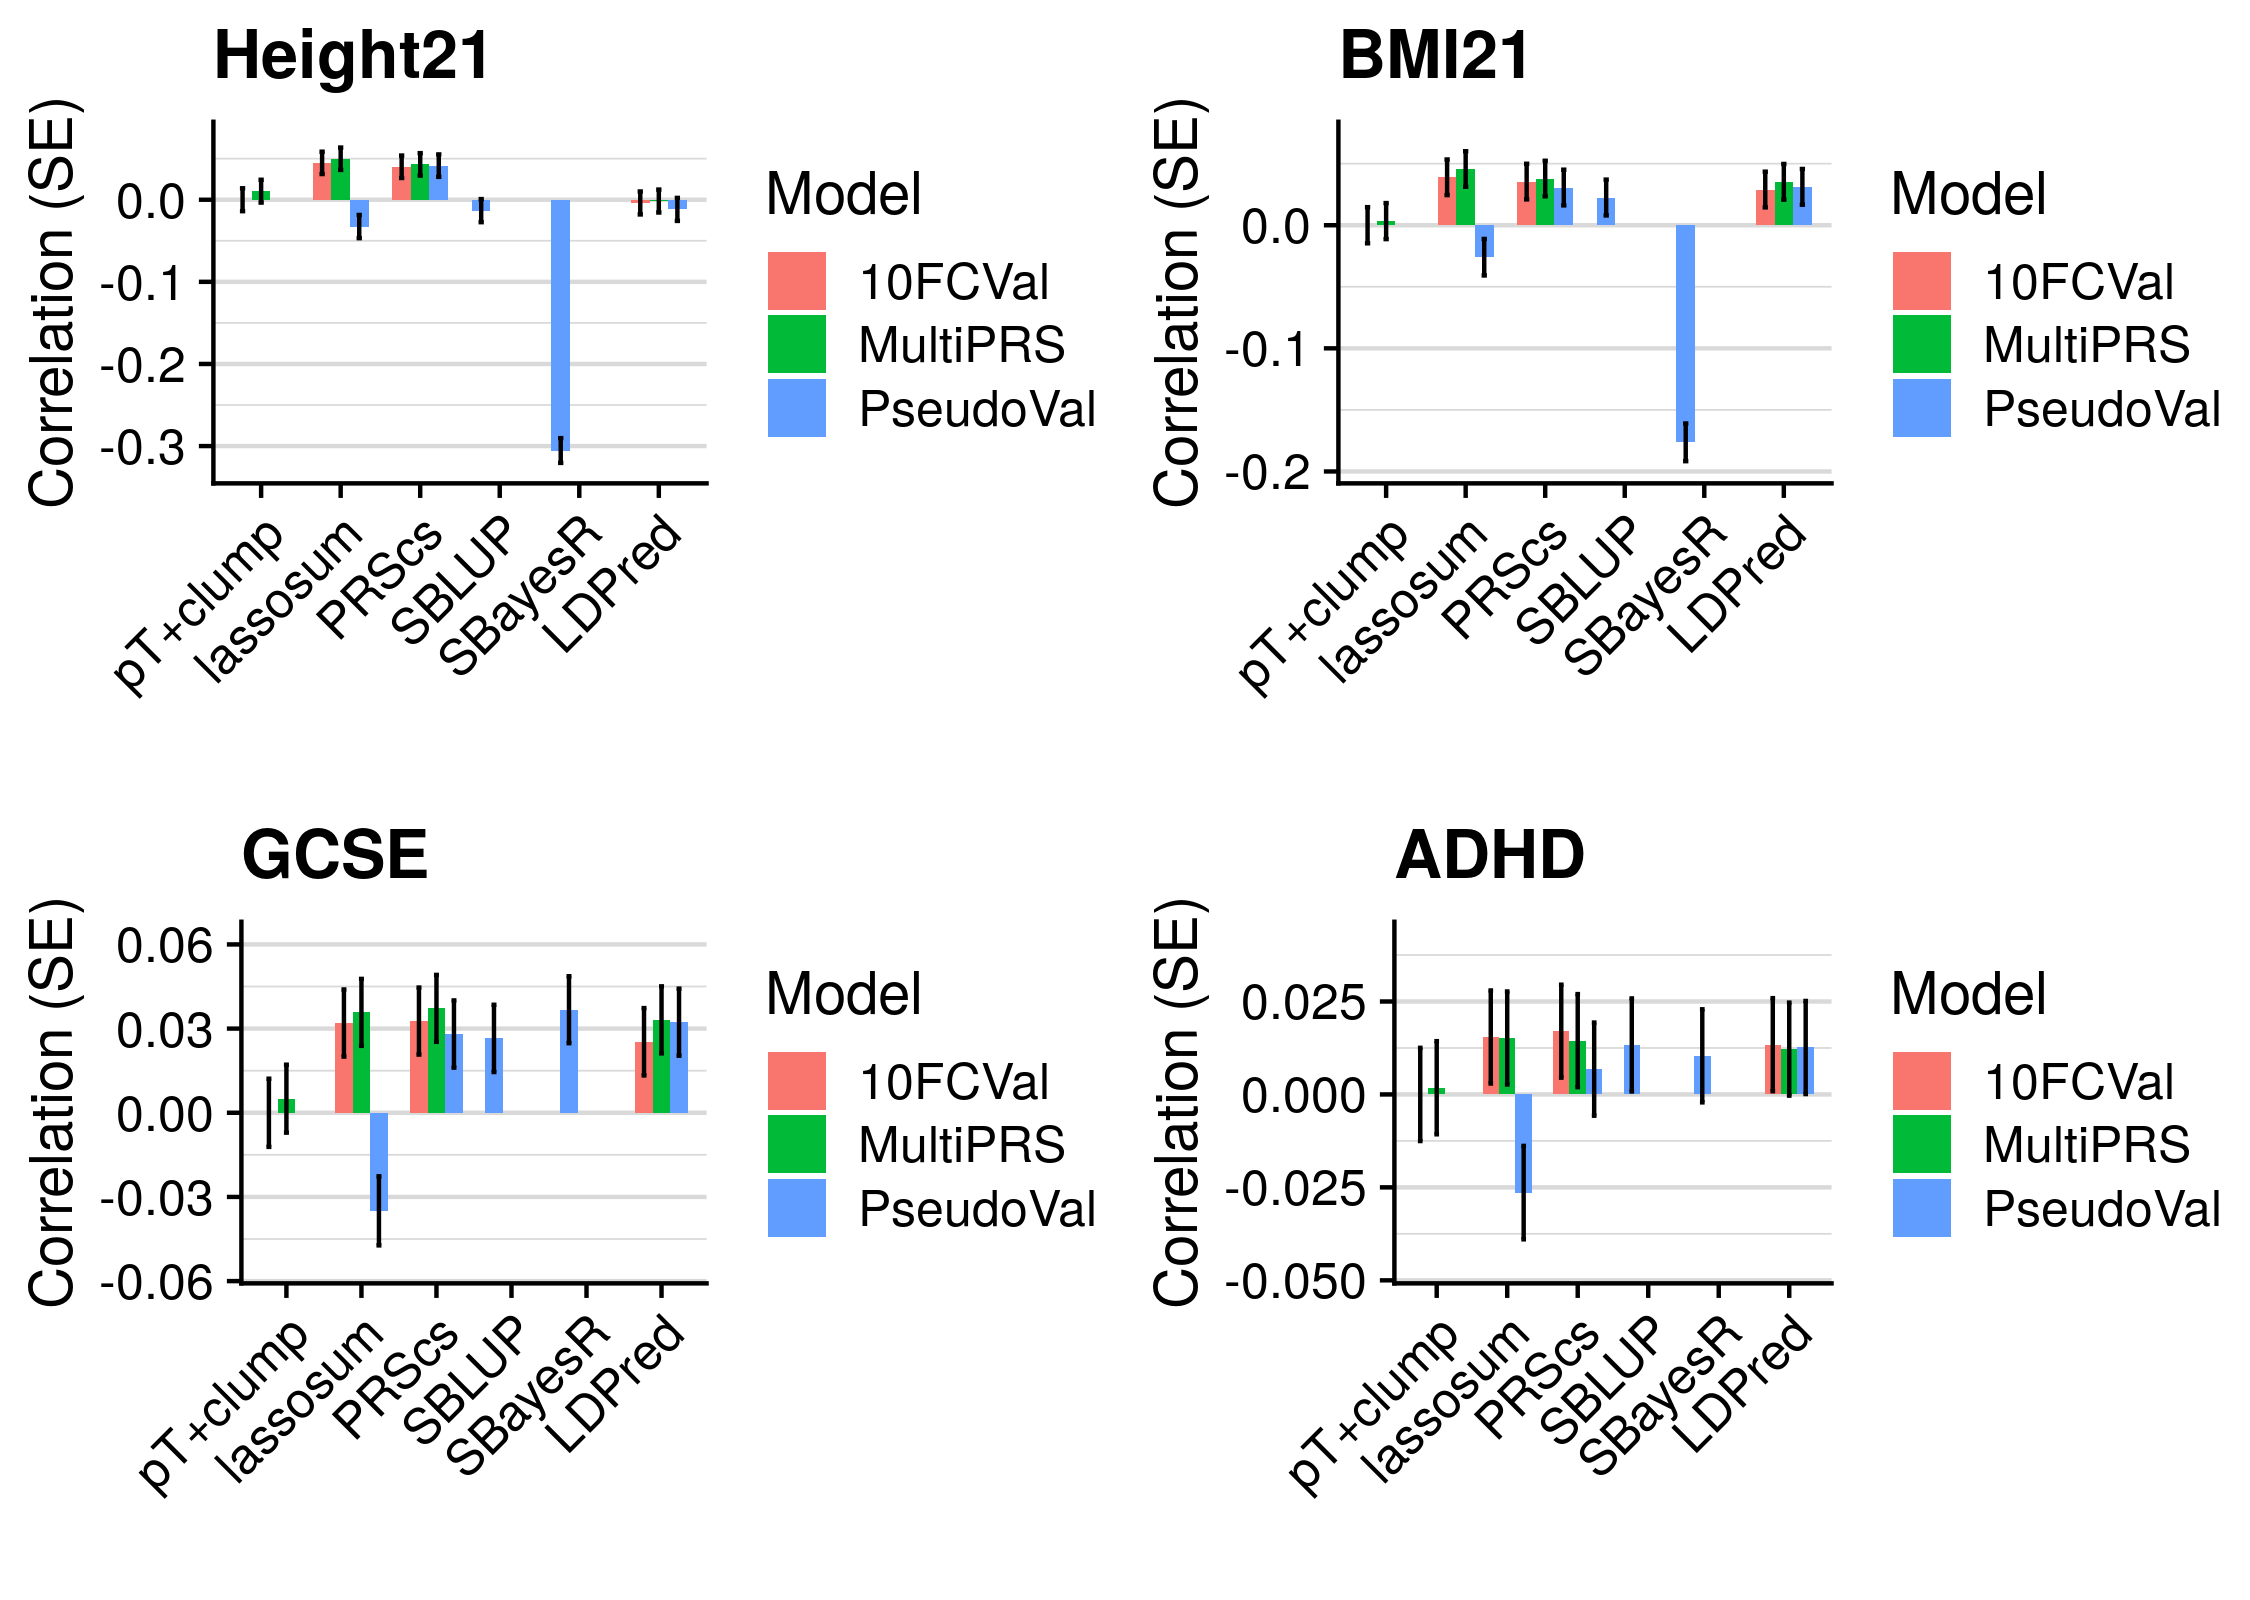 Height21
Correlation (SE)
0.0
-0.1
-0.2
-0.3
pT+clump
lassosum
PRScs
SBLUP
SBayesR
LDPred
Model
10FCVal
MultiPRS
PseudoVal
BMI21
Correlation (SE)
0.0
-0.1
-0.2
pT+clump
lassosum
PRScs
SBLUP
SBayesR
LDPred
Model
10FCVal
MultiPRS
PseudoVal
GCSE
Correlation (SE)
0.06
0.03
0.00
-0.03
-0.06
pT+clump
lassosum
PRScs
SBLUP
SBayesR
LDPred
Model
10FCVal
MultiPRS
PseudoVal
ADHD
Correlation (SE)
0.025
0.000
-0.025
-0.050
pT+clump
lassosum
PRScs
SBLUP
SBayesR
LDPred
Model
10FCVal
MultiPRS
PseudoVal